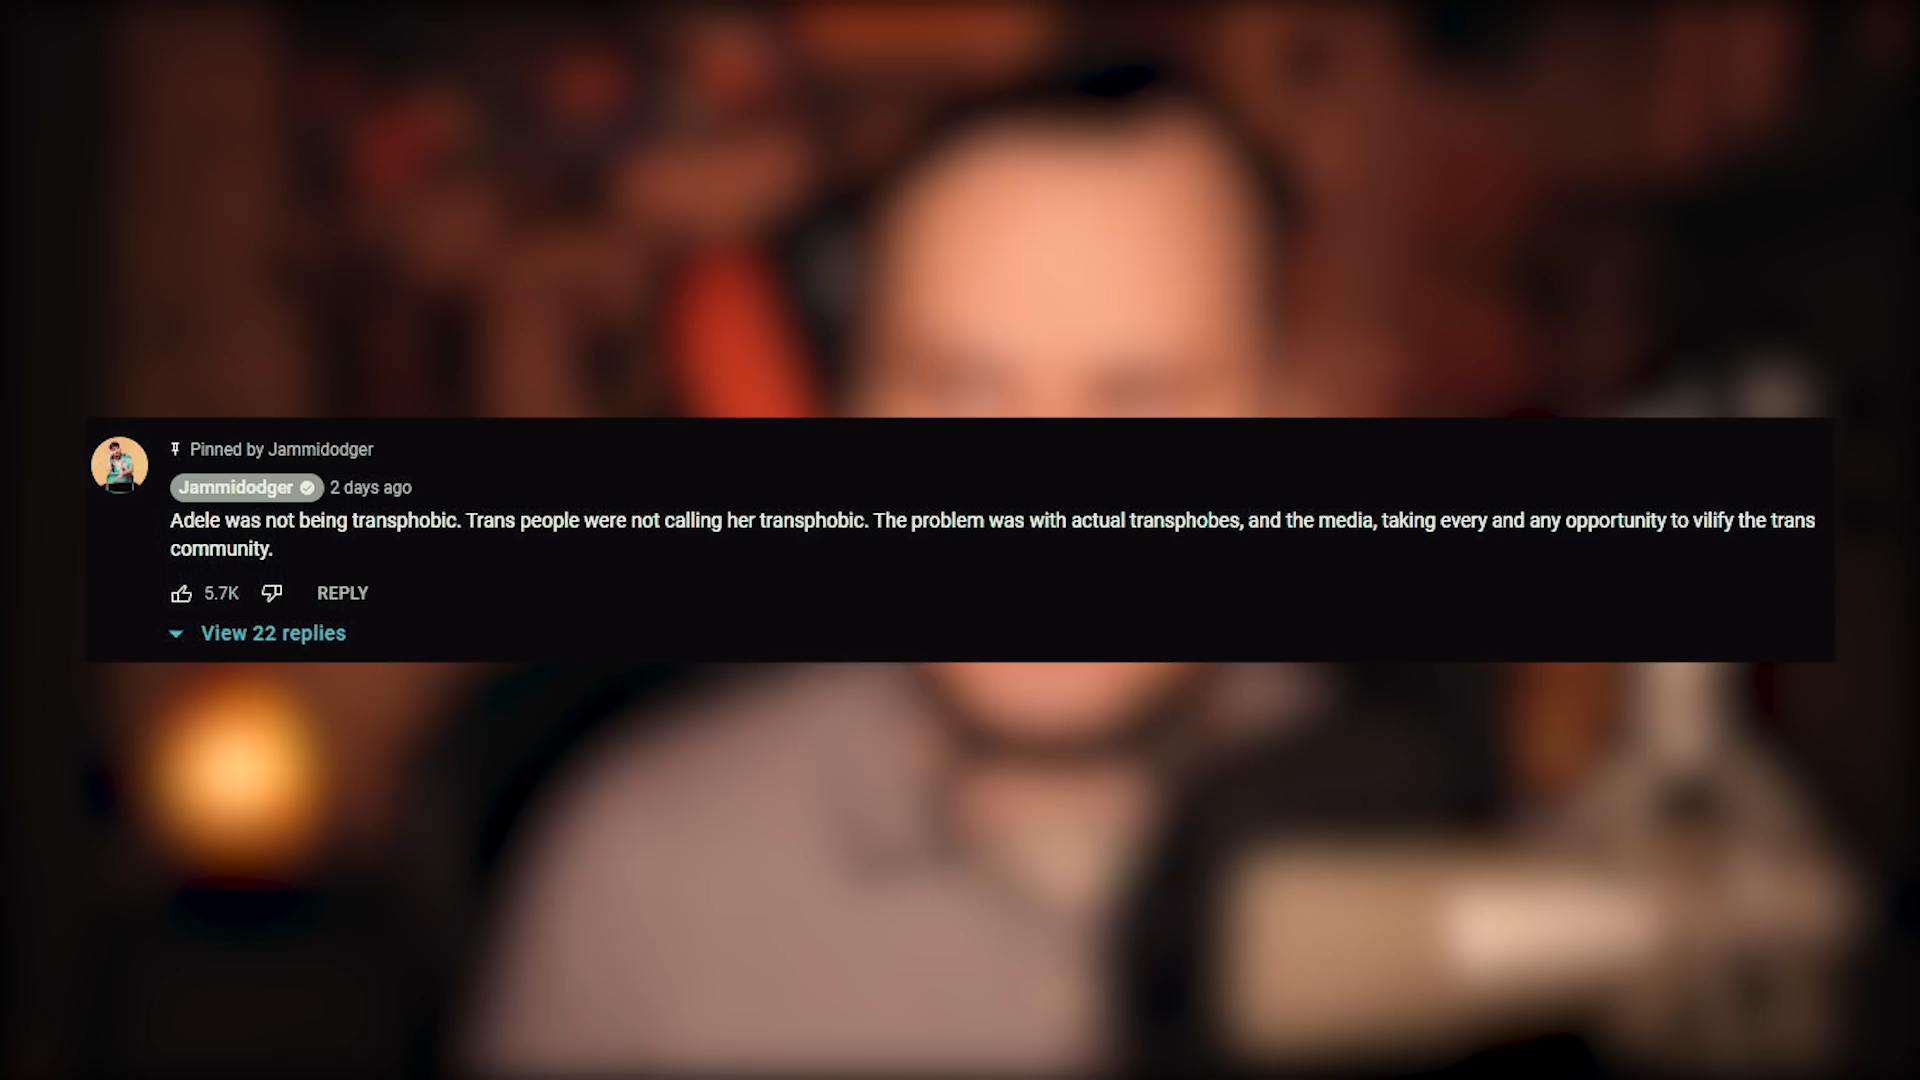 Pinned by Jammidodger
Jammidodger 2 days ago
Adele was not being transphobic. Trans people were not calling her transphobic. The problem was with actual transphobes, and the media, taking every and any opportunity to vilify the trans
community.
5.7K REPLY
View 22 replies